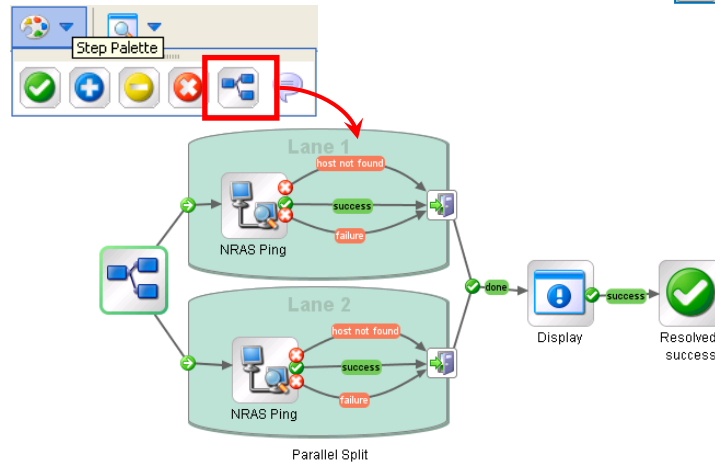 Step Palette
Lane 1
host not found
success
failure
NRAS Ping
Lane 2
host not found
success
failure
NRAS Ping
done
success
Display
Resolved
success
Parallel Split